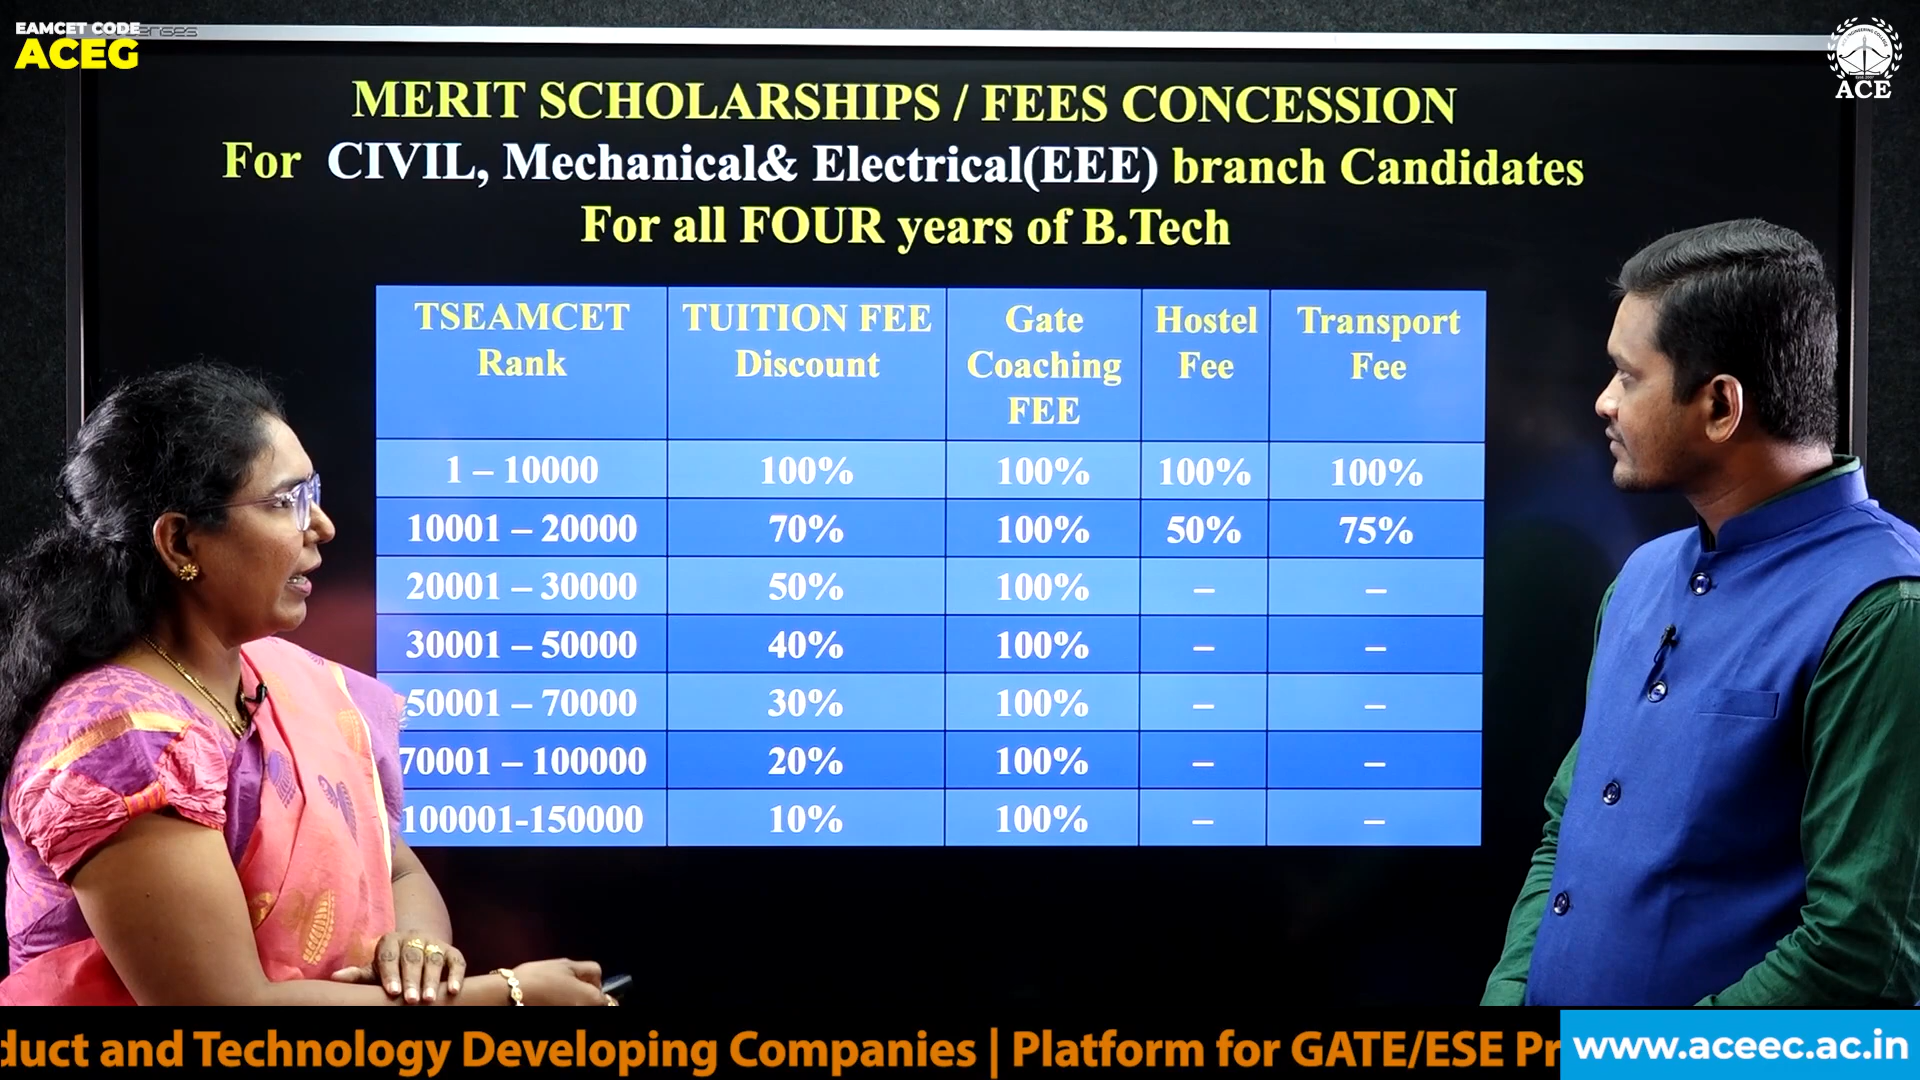 EAMCET CODE
ACEG
ACE
MERIT SCHOLARSHIPS / FEES CONCESSION
For CIVIL, Mechanical& Electrical(EEE) branch Candidates
For all FOUR years of B.Tech
TSEAMCET Rank | TUITION FEE Discount | Gate Coaching FEE | Hostel Fee | Transport Fee
1 – 10000 | 100% | 100% | 100% | 100%
10001 – 20000 | 70% | 100% | 50% | 75%
20001 – 30000 | 50% | 100% | – | –
30001 – 50000 | 40% | 100% | – | –
50001 – 70000 | 30% | 100% | – | –
70001 – 100000 | 20% | 100% | – | –
100001-150000 | 10% | 100% | – | –
duct and Technology Developing Companies | Platform for GATE/ESE Pr
www.aceec.ac.in